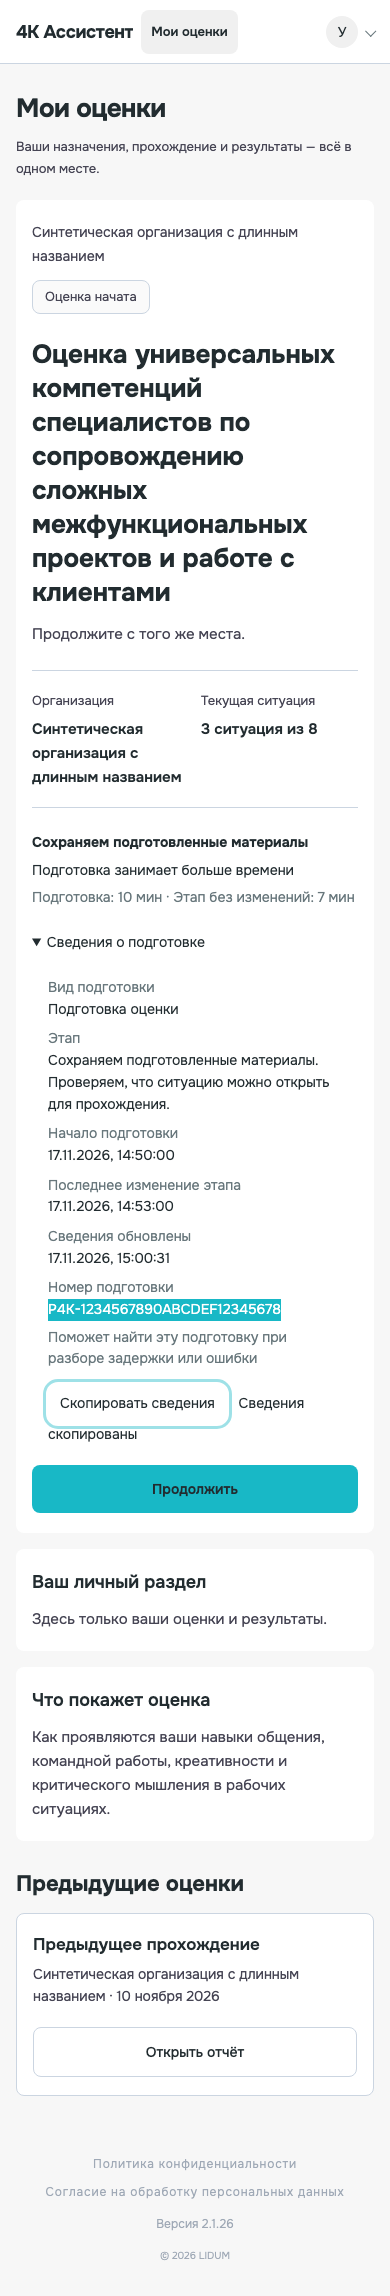 4K Ассистент
Мои оценки
У
Мои оценки
Ваши назначения, прохождение и результаты — всё в
одном месте.
Синтетическая организация с длинным
названием
Оценка начата
Оценка универсальных
компетенций
специалистов по
сопровождению
сложных
межфункциональных
проектов и работе с
клиентами
Продолжите с того же места.
Организация
Синтетическая
организация с
длинным названием
Текущая ситуация
3 ситуация из 8
Сохраняем подготовленные материалы
Подготовка занимает больше времени
Подготовка: 10 мин · Этап без изменений: 7 мин
▼ Сведения о подготовке
Вид подготовки
Подготовка оценки
Этап
Сохраняем подготовленные материалы.
Проверяем, что ситуацию можно открыть
для прохождения.
Начало подготовки
17.11.2026, 14:50:00
Последнее изменение этапа
17.11.2026, 14:53:00
Сведения обновлены
17.11.2026, 15:00:31
Номер подготовки
P4K-1234567890ABCDEF12345678
Поможет найти эту подготовку при
разборе задержки или ошибки
Скопировать сведения Сведения
скопированы
Продолжить
Ваш личный раздел
Здесь только ваши оценки и результаты.
Что покажет оценка
Как проявляются ваши навыки общения,
командной работы, креативности и
критического мышления в рабочих
ситуациях.
Предыдущие оценки
Предыдущее прохождение
Синтетическая организация с длинным
названием · 10 ноября 2026
Открыть отчёт
Политика конфиденциальности
Согласие на обработку персональных данных
Версия 2.1.26
© 2026 LIDUM